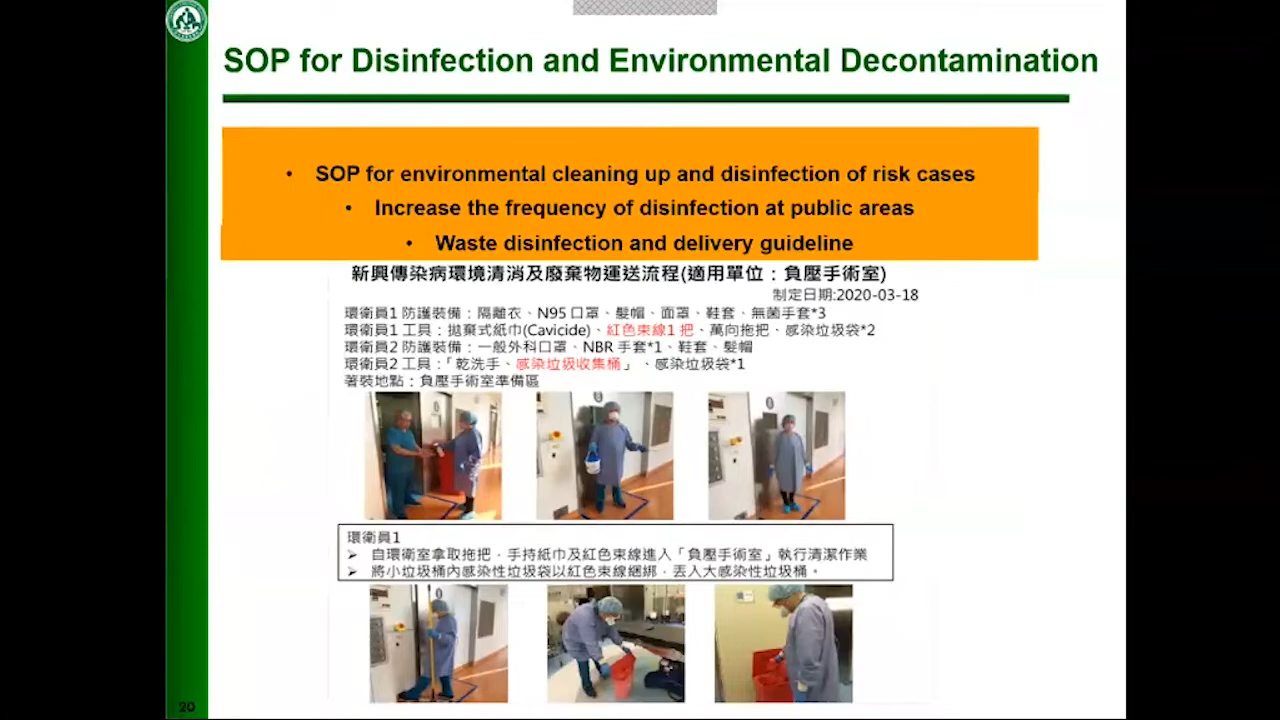 SOP for Disinfection and Environmental Decontamination
• SOP for environmental cleaning up and disinfection of risk cases
• Increase the frequency of disinfection at public areas
• Waste disinfection and delivery guideline
新興傳染病環境清消及廢棄物運送流程(適用單位：負壓手術室)
制定日期:2020-03-18
環衛員1 防護裝備：隔離衣、N95 口罩、髮帽、面罩、鞋套、無菌手套*3
環衛員1 工具：拋棄式紙巾(Cavicide)、紅色束線1 把、萬向拖把、感染垃圾袋*2
環衛員2 防護裝備：一般外科口罩、NBR 手套*1、鞋套、髮帽
環衛員2 工具：「乾洗手、感染垃圾收集桶」、感染垃圾袋*1
著裝地點：負壓手術室準備區
環衛員1
➢ 自環衛室拿取拖把，手持紙巾及紅色束線進入「負壓手術室」執行清潔作業
➢ 將小垃圾桶內感染性垃圾袋以紅色束線綑綁，丟入大感染性垃圾桶。
20